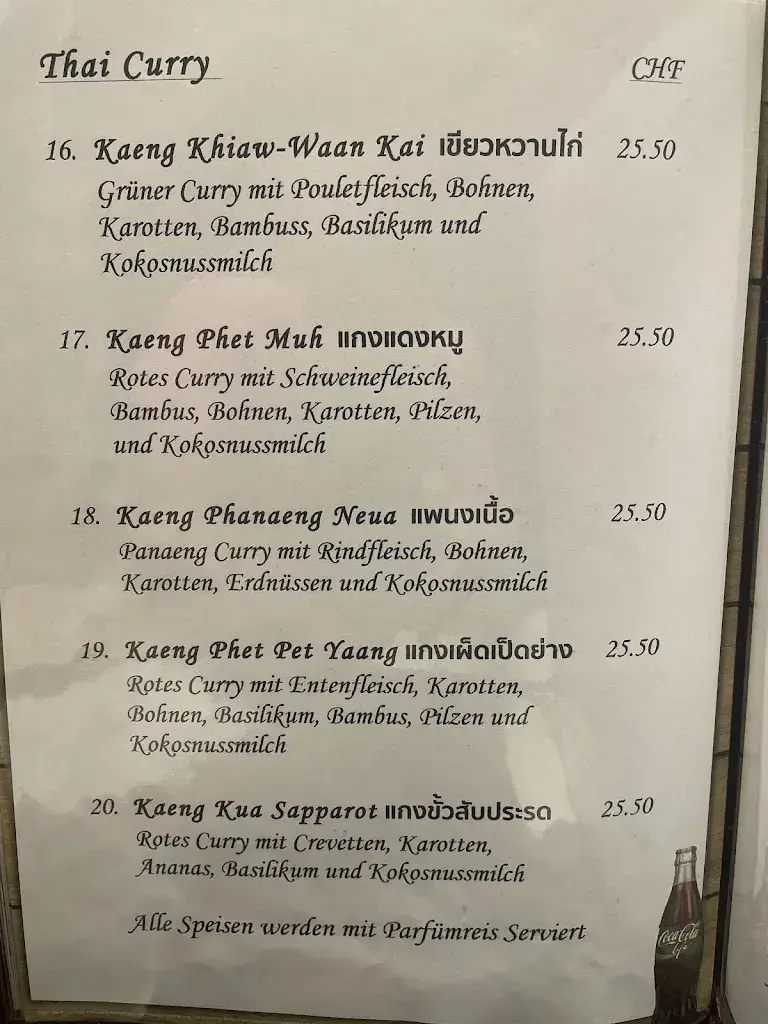 Thai Curry CHF
16. Kaeng Khiaw-Waan Kai เขียวหวานไก่ 25.50
Grüner Curry mit Pouletfleisch, Bohnen,
Karotten, Bambuss, Basilikum und
Kokosnussmilch
17. Kaeng Phet Muh แกงแดงหมู 25.50
Rotes Curry mit Schweinefleisch,
Bambus, Bohnen, Karotten, Pilzen,
und Kokosnussmilch
18. Kaeng Phanaeng Neua แพนงเนื้อ 25.50
Panaeng Curry mit Rindfleisch, Bohnen,
Karotten, Erdnüssen und Kokosnussmilch
19. Kaeng Phet Pet Yaang แกงเผ็ดเป็ดย่าง 25.50
Rotes Curry mit Entenfleisch, Karotten,
Bohnen, Basilikum, Bambus, Pilzen und
Kokosnussmilch
20. Kaeng Kua Sapparot แกงขั้วสับประรด 25.50
Rotes Curry mit Crevetten, Karotten,
Ananas, Basilikum und Kokosnussmilch
Alle Speisen werden mit Parfümreis Serviert
Coca-Cola
life